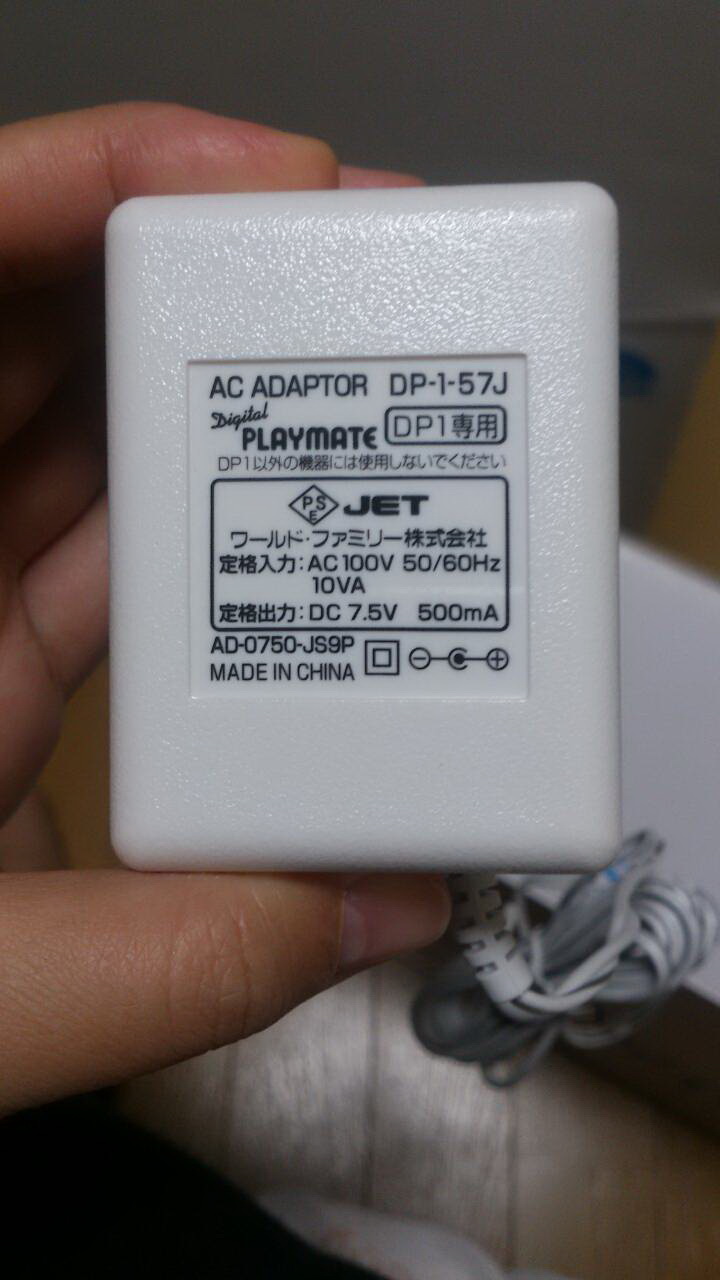 AC ADAPTOR DP-1-57J
Digital PLAYMATE DP1専用
DP1以外の機器には使用しないでください
PSE JET
ワールド・ファミリー株式会社
定格入力:AC100V 50/60Hz
10VA
定格出力:DC 7.5V 500mA
AD-0750-JS9P
MADE IN CHINA